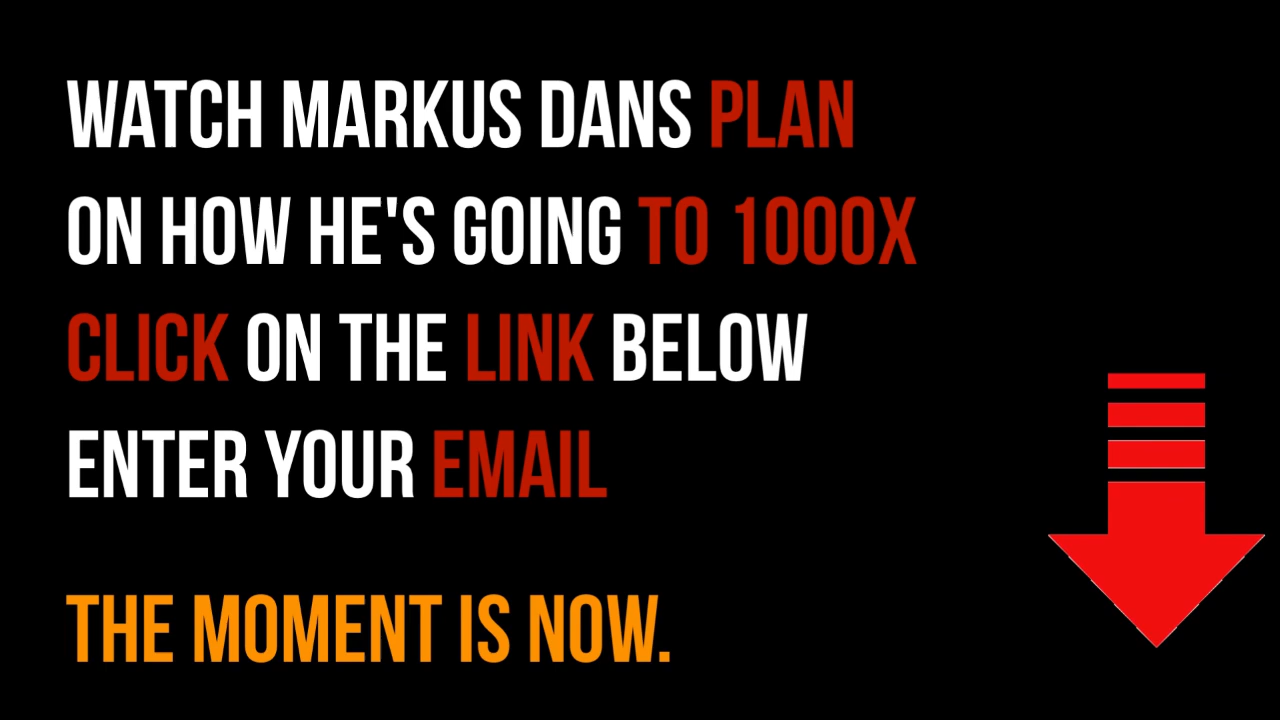 WATCH MARKUS DANS PLAN
ON HOW HE'S GOING TO 1000X
CLICK ON THE LINK BELOW
ENTER YOUR EMAIL
THE MOMENT IS NOW.